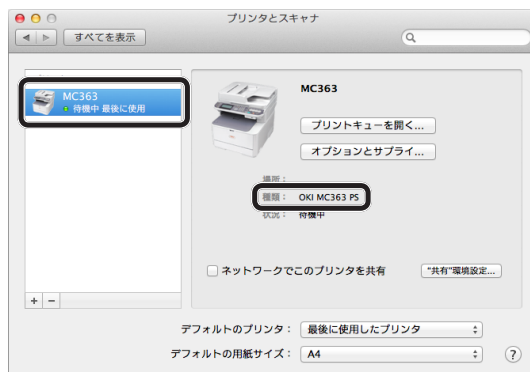 プリンタとスキャナ
すべてを表示
MC363
待機中 最後に使用
MC363
プリントキューを開く...
オプションとサプライ...
場所：
種類： OKI MC363 PS
状況： 待機中
ネットワークでこのプリンタを共有
"共有"環境設定...
+ −
デフォルトのプリンタ： 最後に使用したプリンタ
デフォルトの用紙サイズ： A4
?